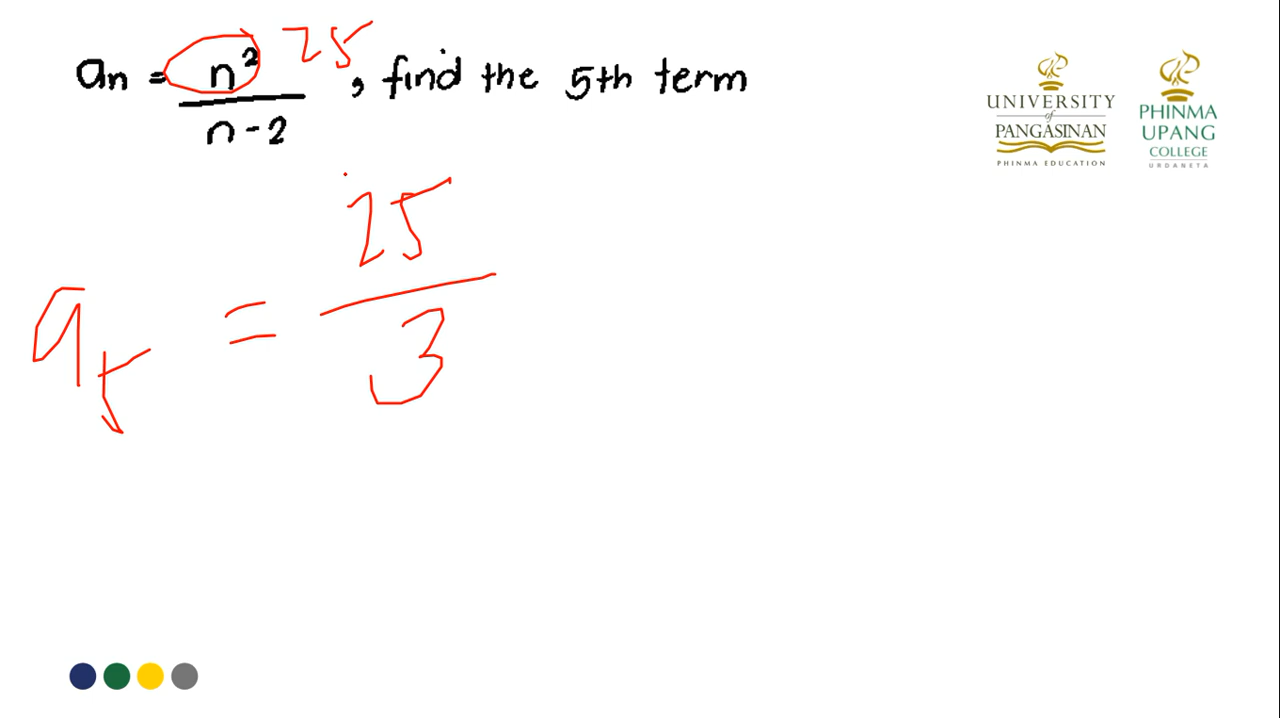 an = n² 25 , find the 5th term
n-2
UNIVERSITY
of
PANGASINAN
PHINMA EDUCATION
PHINMA
UPANG
COLLEGE
URDANETA
25
a5 =
3